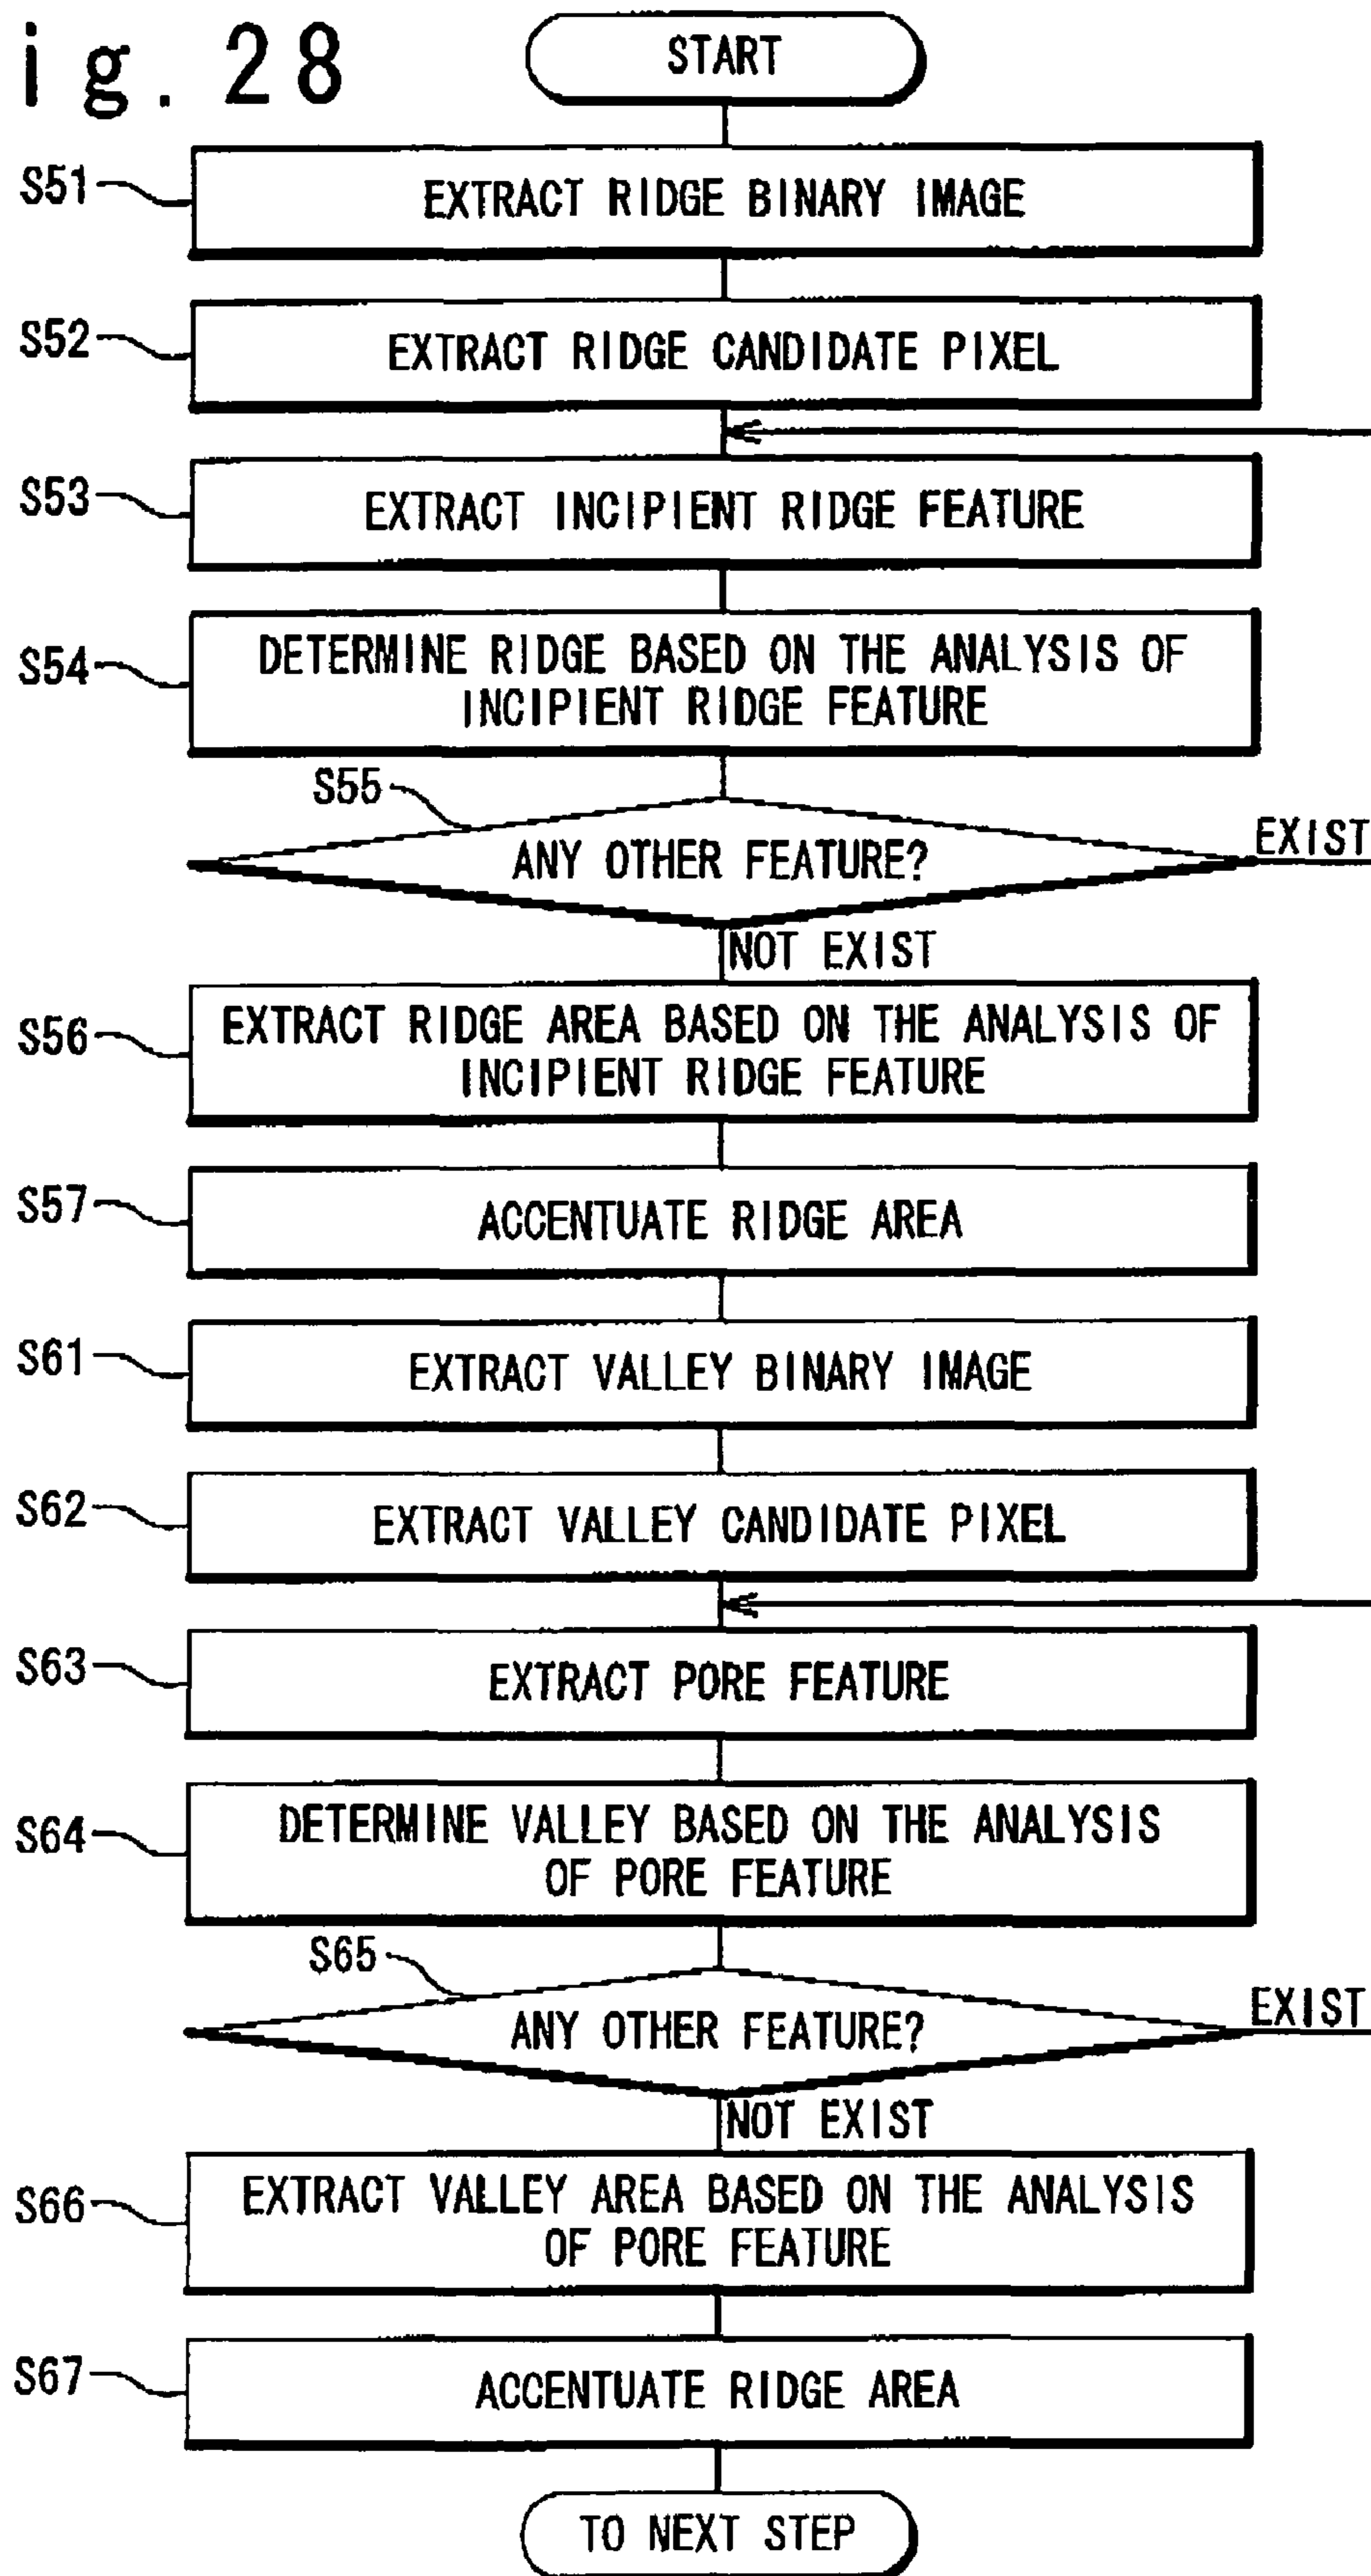 ig. 28
START
S51
EXTRACT RIDGE BINARY IMAGE
S52
EXTRACT RIDGE CANDIDATE PIXEL
S53
EXTRACT INCIPIENT RIDGE FEATURE
S54
DETERMINE RIDGE BASED ON THE ANALYSIS OF
INCIPIENT RIDGE FEATURE
S55
ANY OTHER FEATURE?
EXIST
NOT EXIST
S56
EXTRACT RIDGE AREA BASED ON THE ANALYSIS OF
INCIPIENT RIDGE FEATURE
S57
ACCENTUATE RIDGE AREA
S61
EXTRACT VALLEY BINARY IMAGE
S62
EXTRACT VALLEY CANDIDATE PIXEL
S63
EXTRACT PORE FEATURE
S64
DETERMINE VALLEY BASED ON THE ANALYSIS
OF PORE FEATURE
S65
ANY OTHER FEATURE?
EXIST
NOT EXIST
S66
EXTRACT VALLEY AREA BASED ON THE ANALYSIS
OF PORE FEATURE
S67
ACCENTUATE RIDGE AREA
TO NEXT STEP